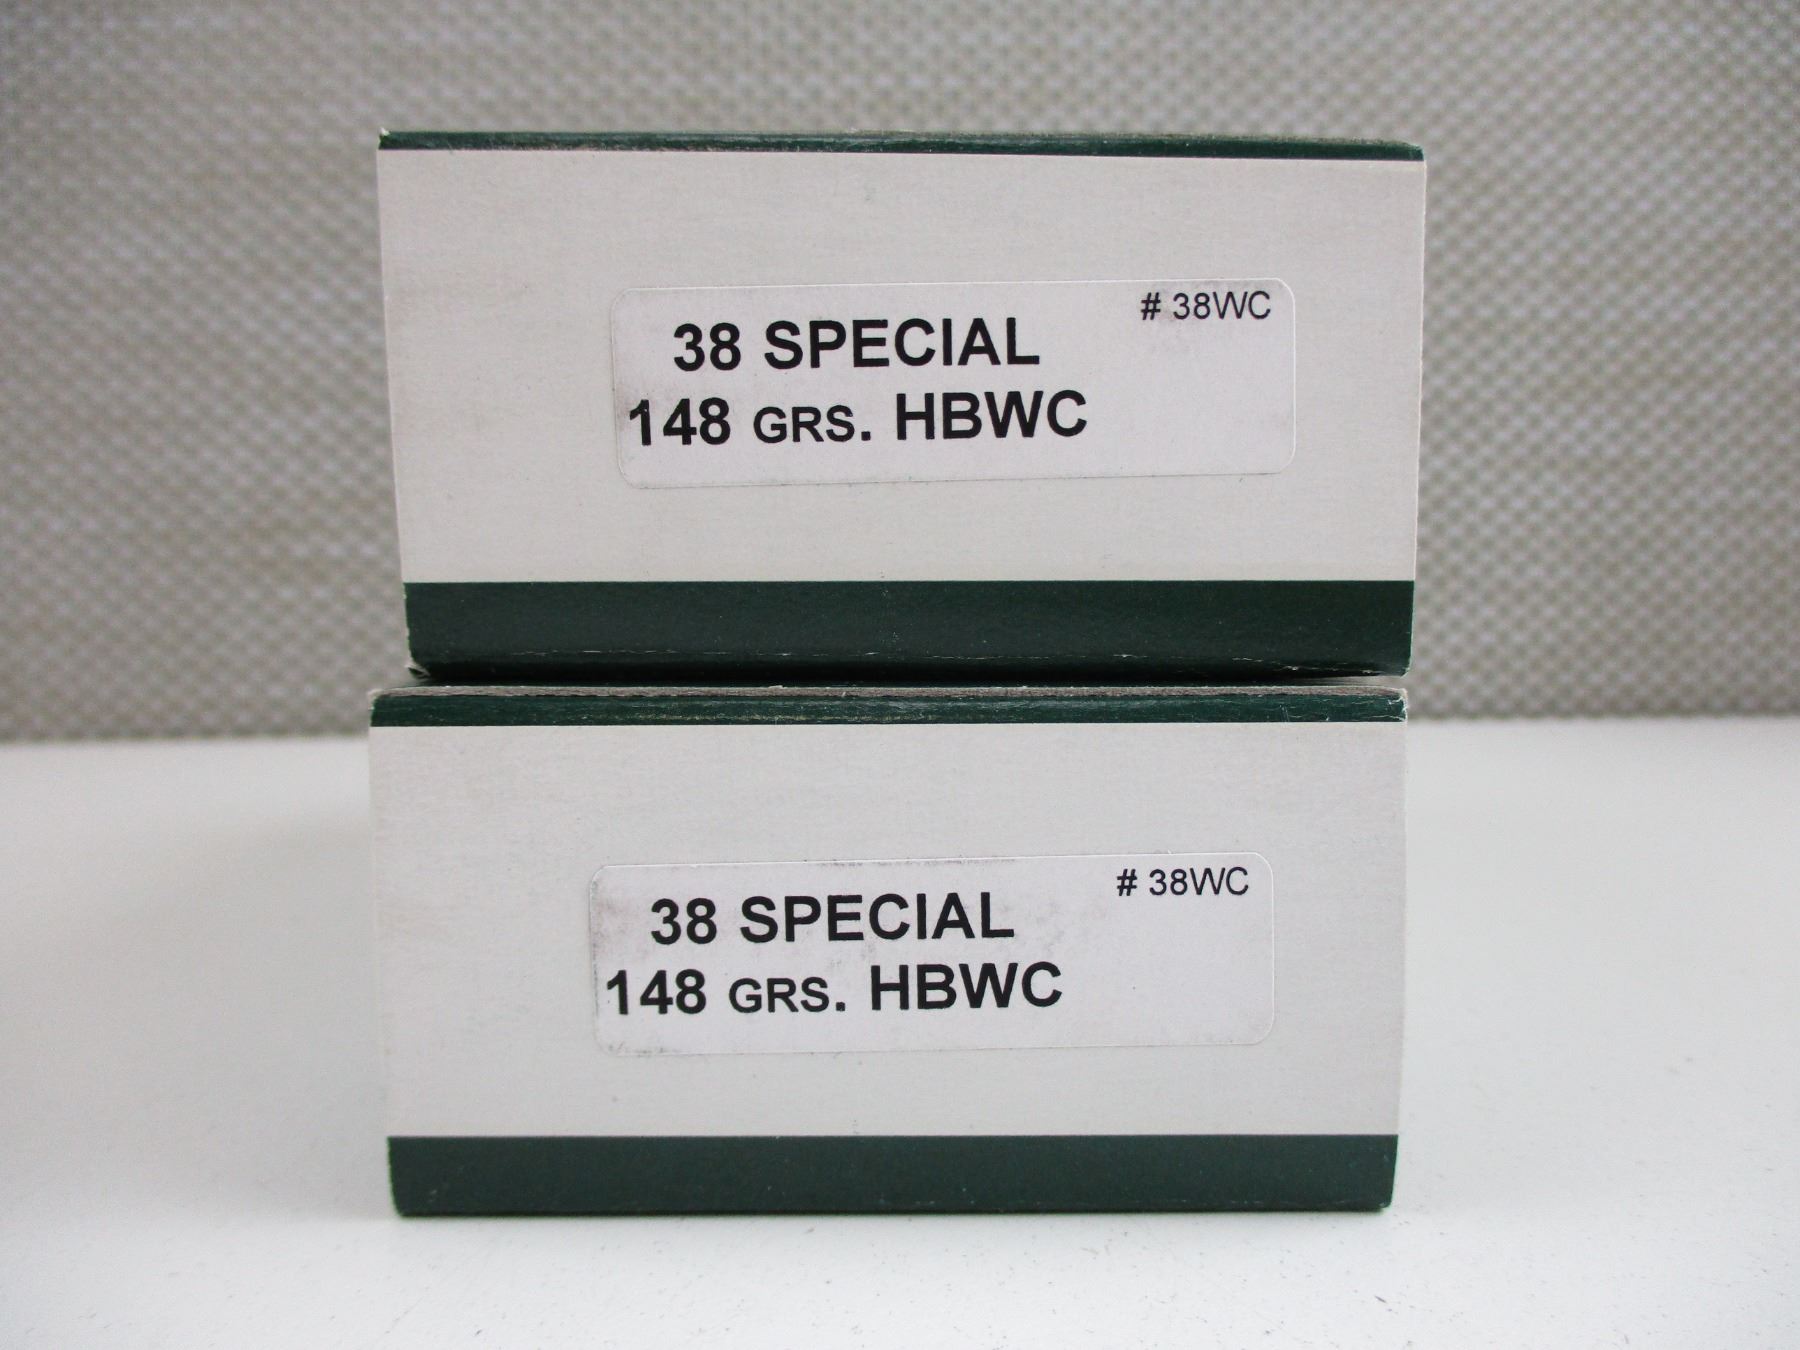 # 38WC
38 SPECIAL
148 GRS. HBWC
# 38WC
38 SPECIAL
148 GRS. HBWC